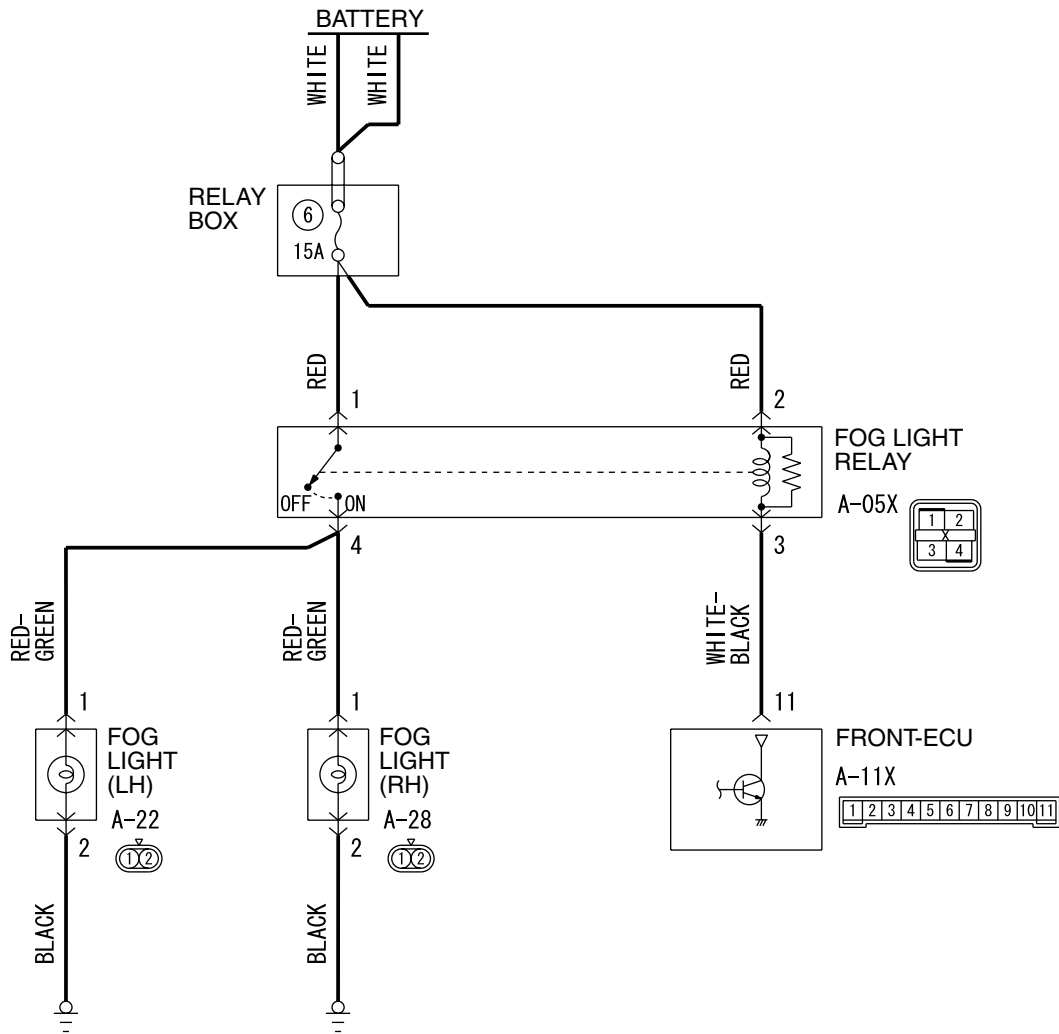 BATTERY
WHITE
WHITE
RELAY
BOX
6
15A
RED
RED
1
2
FOG LIGHT
RELAY
OFF
ON
A-05X
1 2
X
3 4
4
3
RED-
GREEN
RED-
GREEN
WHITE-
BLACK
1
1
11
FOG
LIGHT
(LH)
FOG
LIGHT
(RH)
FRONT-ECU
A-22
A-28
A-11X
1 2 3 4 5 6 7 8 9 10 11
2
1 2
2
1 2
BLACK
BLACK